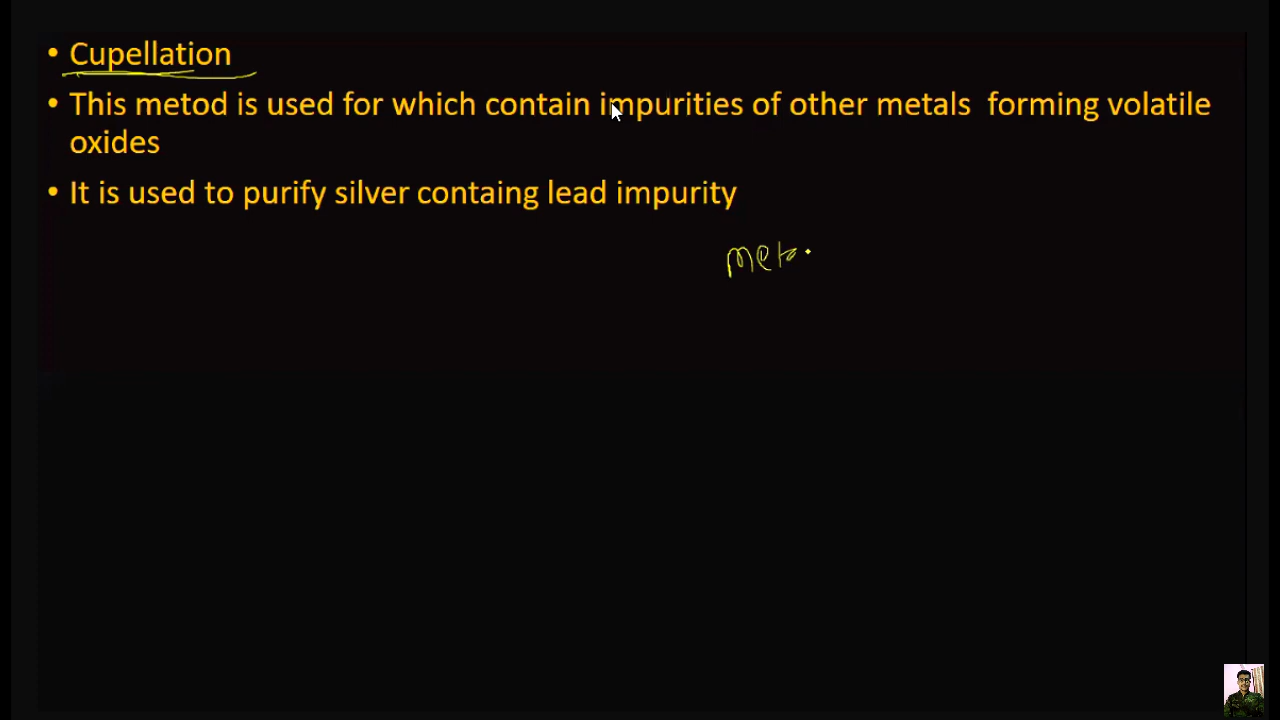 • Cupellation
• This metod is used for which contain impurities of other metals forming volatile
oxides
• It is used to purify silver containg lead impurity
meta